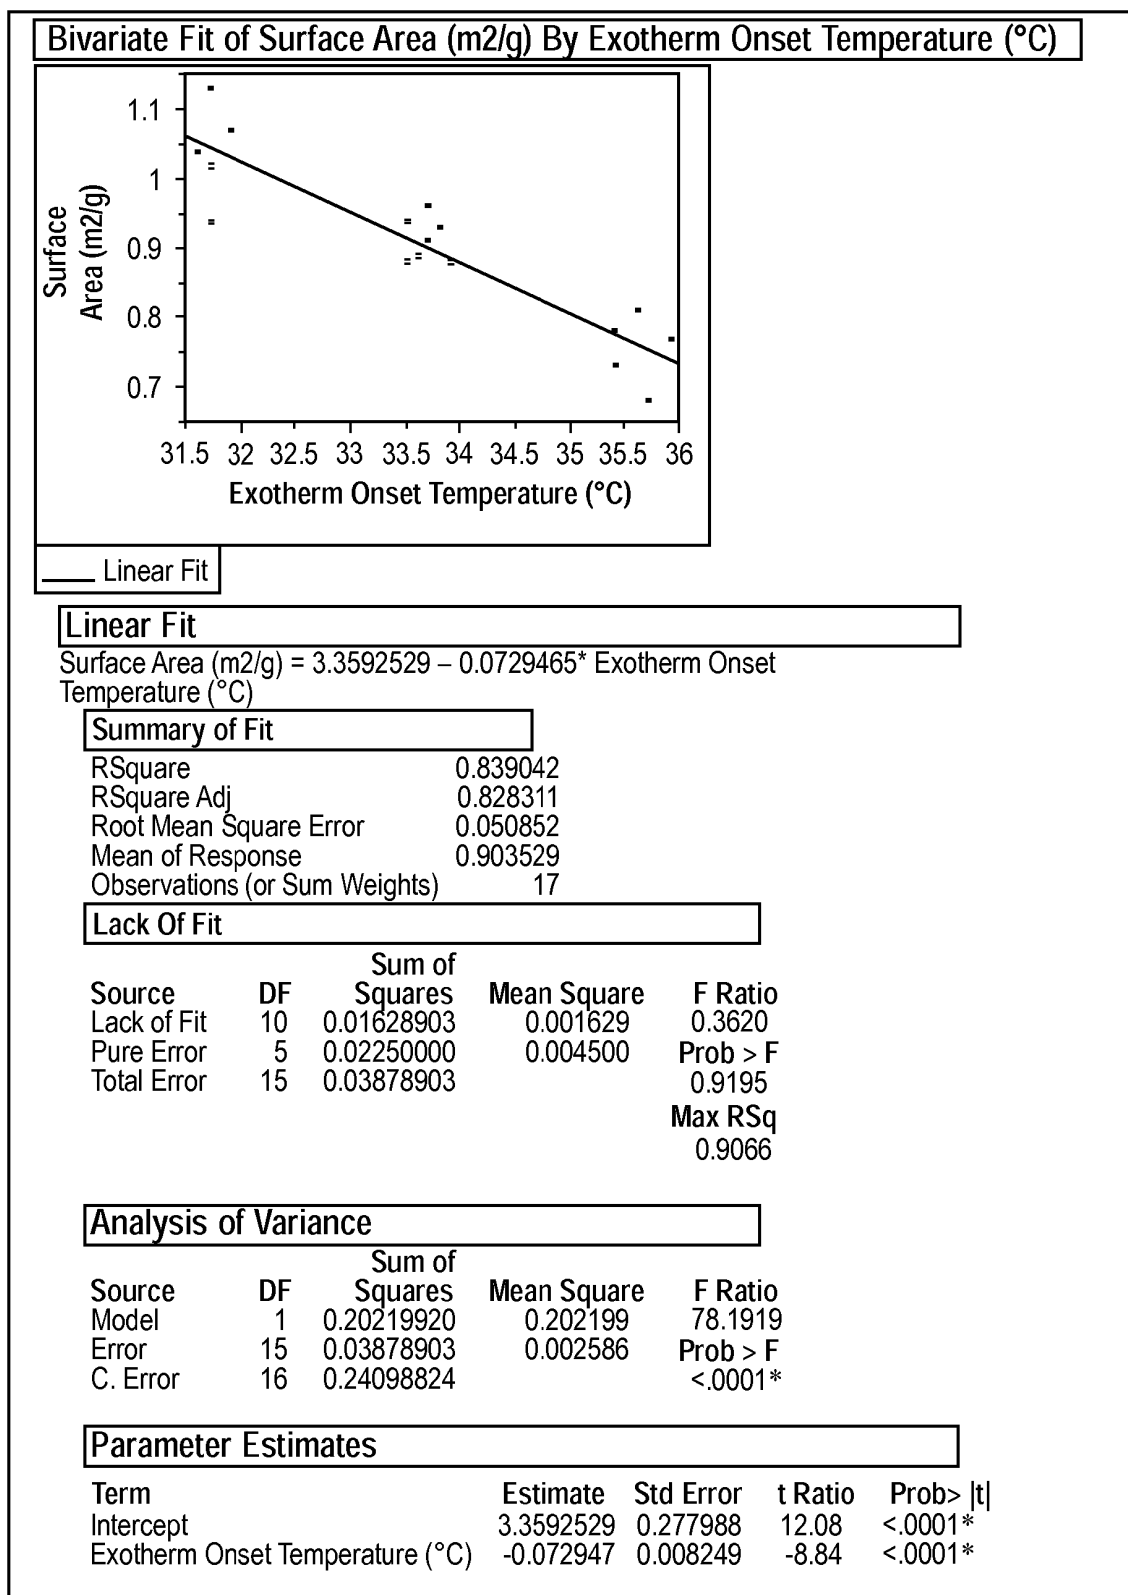 Bivariate Fit of Surface Area (m2/g) By Exotherm Onset Temperature (°C)
Surface
Area (m2/g)
1.1
1
0.9
0.8
0.7
31.5 32 32.5 33 33.5 34 34.5 35 35.5 36
Exotherm Onset Temperature (°C)
Linear Fit
Linear Fit
Surface Area (m2/g) = 3.3592529 – 0.0729465* Exotherm Onset
Temperature (°C)
Summary of Fit
RSquare 0.839042
RSquare Adj 0.828311
Root Mean Square Error 0.050852
Mean of Response 0.903529
Observations (or Sum Weights) 17
Lack Of Fit
Sum of
Source DF Squares Mean Square F Ratio
Lack of Fit 10 0.01628903 0.001629 0.3620
Pure Error 5 0.02250000 0.004500 Prob > F
Total Error 15 0.03878903 0.9195
Max RSq
0.9066
Analysis of Variance
Sum of
Source DF Squares Mean Square F Ratio
Model 1 0.20219920 0.202199 78.1919
Error 15 0.03878903 0.002586 Prob > F
C. Error 16 0.24098824 <.0001*
Parameter Estimates
Term Estimate Std Error t Ratio Prob> |t|
Intercept 3.3592529 0.277988 12.08 <.0001*
Exotherm Onset Temperature (°C) -0.072947 0.008249 -8.84 <.0001*